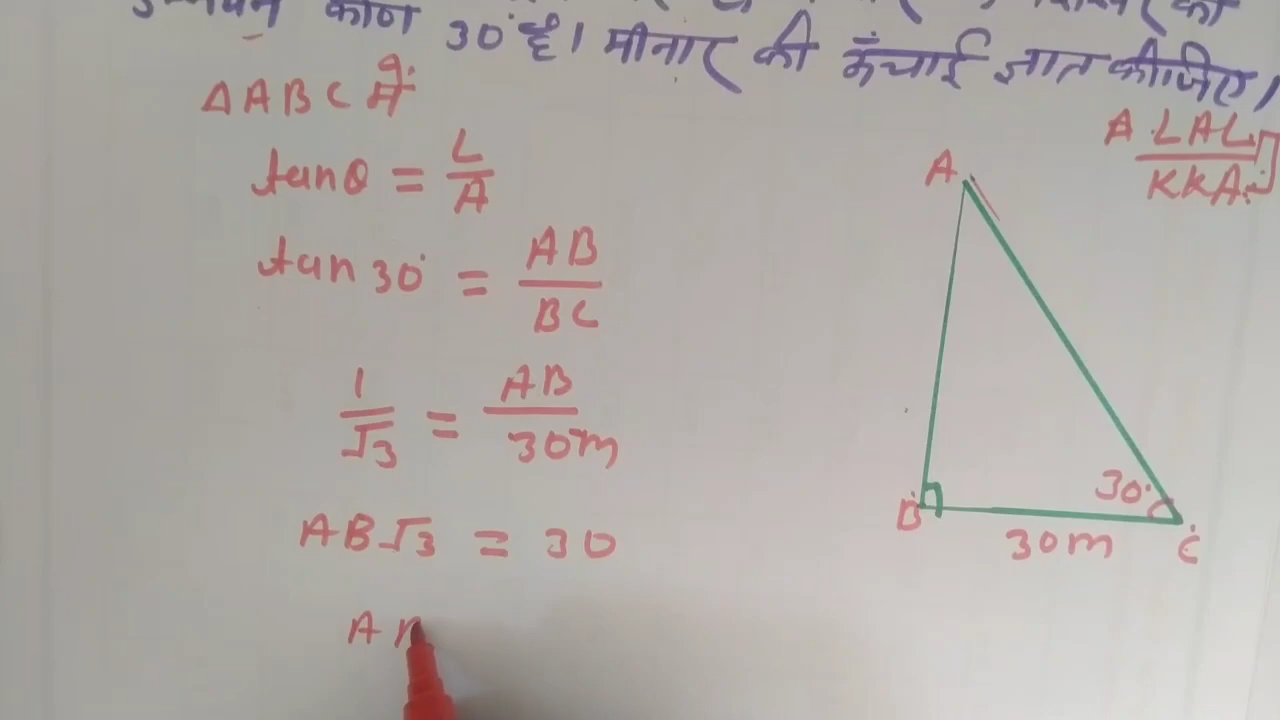 कोण 30° है। मीनार की ऊँचाई ज्ञात कीजिए।
ΔABC में
tanθ = L/A
tan30° = AB/BC
1/√3 = AB/30m
AB√3 = 30
A
A LAL
KKA
A
B
30°
30m
C